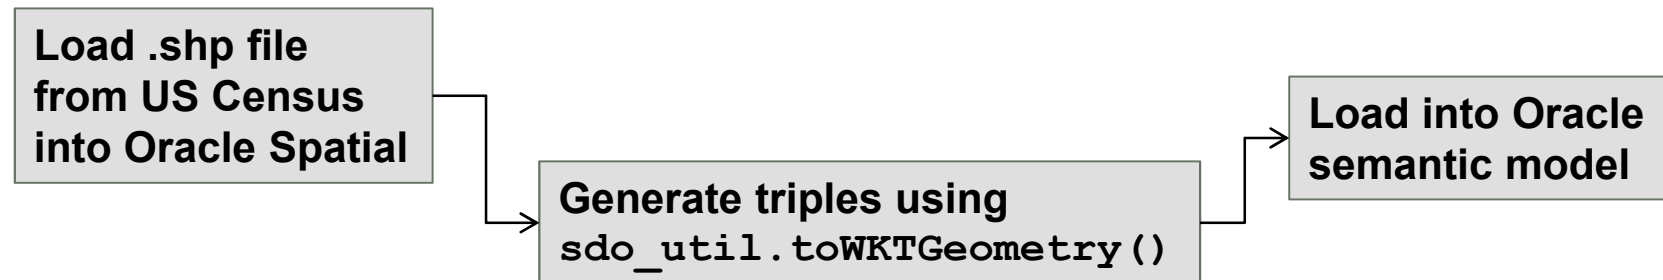 Load .shp file
from US Census
into Oracle Spatial
Generate triples using
sdo_util.toWKTGeometry()
Load into Oracle
semantic model